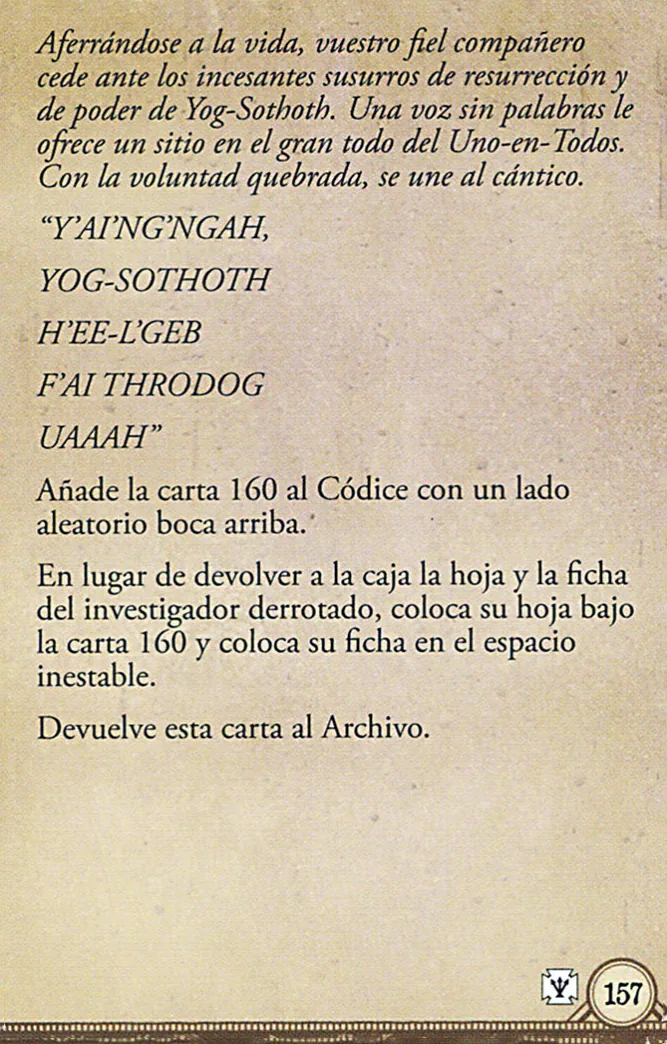 Aferrándose a la vida, vuestro fiel compañero
cede ante los incesantes susurros de resurrección y
de poder de Yog-Sothoth. Una voz sin palabras le
ofrece un sitio en el gran todo del Uno-en-Todos.
Con la voluntad quebrada, se une al cántico.
“Y’AI’NG’NGAH,
YOG-SOTHOTH
H’EE-L’GEB
F’AI THRODOG
UAAAH”
Añade la carta 160 al Códice con un lado
aleatorio boca arriba.
En lugar de devolver a la caja la hoja y la ficha
del investigador derrotado, coloca su hoja bajo
la carta 160 y coloca su ficha en el espacio
inestable.
Devuelve esta carta al Archivo.
157